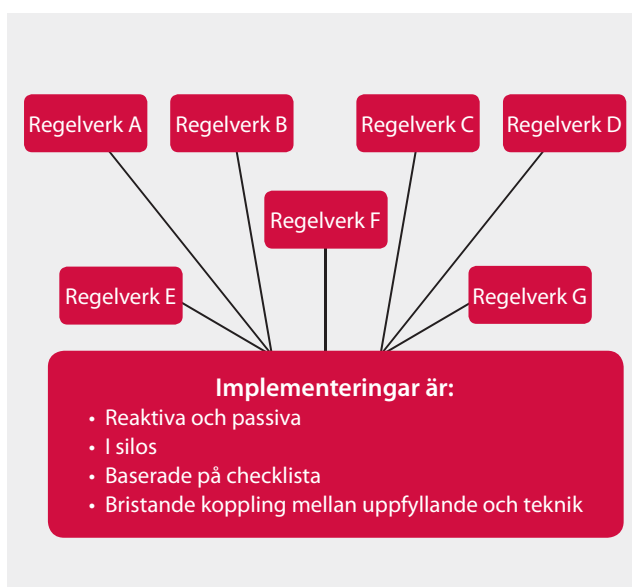 Regelverk A
Regelverk B
Regelverk C
Regelverk D
Regelverk F
Regelverk E
Regelverk G
Implementeringar är:
• Reaktiva och passiva
• I silos
• Baserade på checklista
• Bristande koppling mellan uppfyllande och teknik